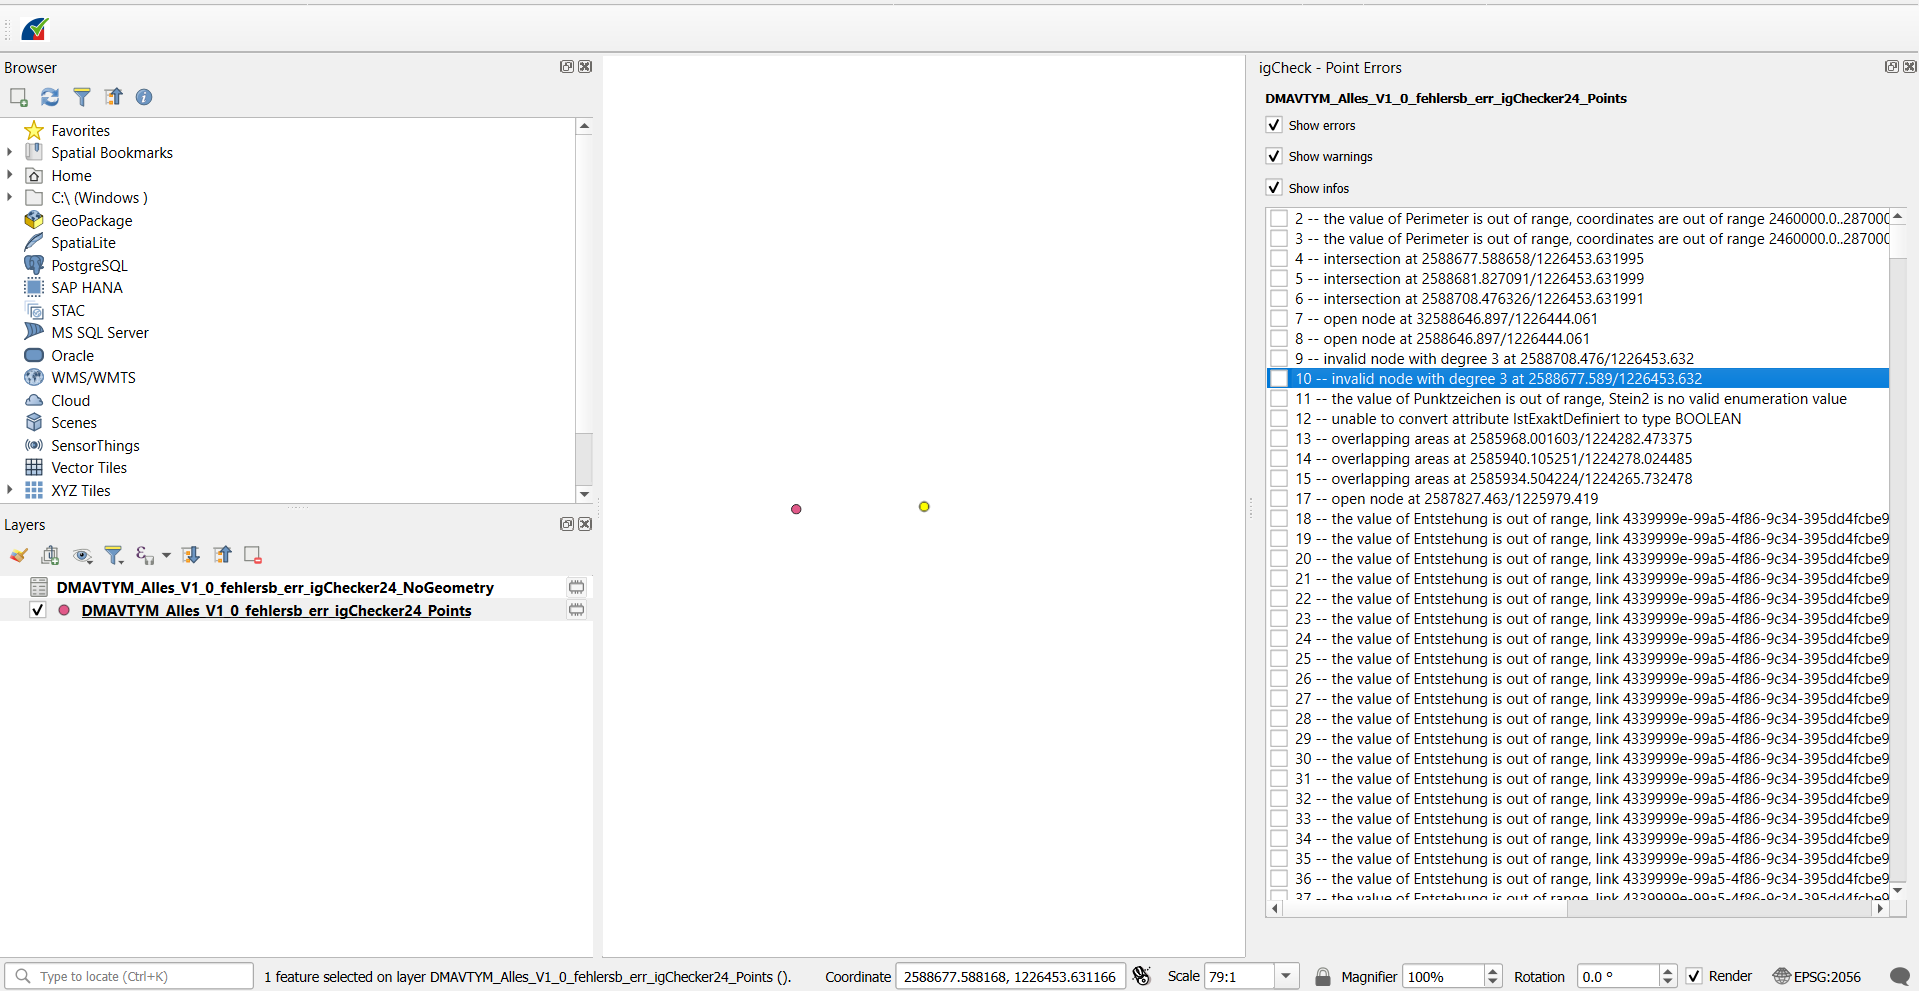 Browser
Favorites
Spatial Bookmarks
Home
C:\ (Windows )
GeoPackage
SpatiaLite
PostgreSQL
SAP HANA
STAC
MS SQL Server
Oracle
WMS/WMTS
Cloud
Scenes
SensorThings
Vector Tiles
XYZ Tiles
Layers
DMAVTYM_Alles_V1_0_fehlersb_err_igChecker24_NoGeometry
DMAVTYM_Alles_V1_0_fehlersb_err_igChecker24_Points
igCheck - Point Errors
DMAVTYM_Alles_V1_0_fehlersb_err_igChecker24_Points
Show errors
Show warnings
Show infos
2 -- the value of Perimeter is out of range, coordinates are out of range 2460000.0..287000
3 -- the value of Perimeter is out of range, coordinates are out of range 2460000.0..287000
4 -- intersection at 2588677.588658/1226453.631995
5 -- intersection at 2588681.827091/1226453.631999
6 -- intersection at 2588708.476326/1226453.631991
7 -- open node at 32588646.897/1226444.061
8 -- open node at 2588646.897/1226444.061
9 -- invalid node with degree 3 at 2588708.476/1226453.632
10 -- invalid node with degree 3 at 2588677.589/1226453.632
11 -- the value of Punktzeichen is out of range, Stein2 is no valid enumeration value
12 -- unable to convert attribute IstExaktDefiniert to type BOOLEAN
13 -- overlapping areas at 2585968.001603/1224282.473375
14 -- overlapping areas at 2585940.105251/1224278.024485
15 -- overlapping areas at 2585934.504224/1224265.732478
17 -- open node at 2587827.463/1225979.419
18 -- the value of Entstehung is out of range, link 4339999e-99a5-4f86-9c34-395dd4fcbe9
19 -- the value of Entstehung is out of range, link 4339999e-99a5-4f86-9c34-395dd4fcbe9
20 -- the value of Entstehung is out of range, link 4339999e-99a5-4f86-9c34-395dd4fcbe9
21 -- the value of Entstehung is out of range, link 4339999e-99a5-4f86-9c34-395dd4fcbe9
22 -- the value of Entstehung is out of range, link 4339999e-99a5-4f86-9c34-395dd4fcbe9
23 -- the value of Entstehung is out of range, link 4339999e-99a5-4f86-9c34-395dd4fcbe9
24 -- the value of Entstehung is out of range, link 4339999e-99a5-4f86-9c34-395dd4fcbe9
25 -- the value of Entstehung is out of range, link 4339999e-99a5-4f86-9c34-395dd4fcbe9
26 -- the value of Entstehung is out of range, link 4339999e-99a5-4f86-9c34-395dd4fcbe9
27 -- the value of Entstehung is out of range, link 4339999e-99a5-4f86-9c34-395dd4fcbe9
28 -- the value of Entstehung is out of range, link 4339999e-99a5-4f86-9c34-395dd4fcbe9
29 -- the value of Entstehung is out of range, link 4339999e-99a5-4f86-9c34-395dd4fcbe9
30 -- the value of Entstehung is out of range, link 4339999e-99a5-4f86-9c34-395dd4fcbe9
31 -- the value of Entstehung is out of range, link 4339999e-99a5-4f86-9c34-395dd4fcbe9
32 -- the value of Entstehung is out of range, link 4339999e-99a5-4f86-9c34-395dd4fcbe9
33 -- the value of Entstehung is out of range, link 4339999e-99a5-4f86-9c34-395dd4fcbe9
34 -- the value of Entstehung is out of range, link 4339999e-99a5-4f86-9c34-395dd4fcbe9
35 -- the value of Entstehung is out of range, link 4339999e-99a5-4f86-9c34-395dd4fcbe9
36 -- the value of Entstehung is out of range, link 4339999e-99a5-4f86-9c34-395dd4fcbe9
37 -- the value of Entstehung is out of range, link 4339999e-99a5-4f86-9c34-395dd4fcbe9
Type to locate (Ctrl+K)
1 feature selected on layer DMAVTYM_Alles_V1_0_fehlersb_err_igChecker24_Points ().
Coordinate 2588677.588168, 1226453.631166
Scale 79:1
Magnifier 100%
Rotation 0.0 °
Render
EPSG:2056